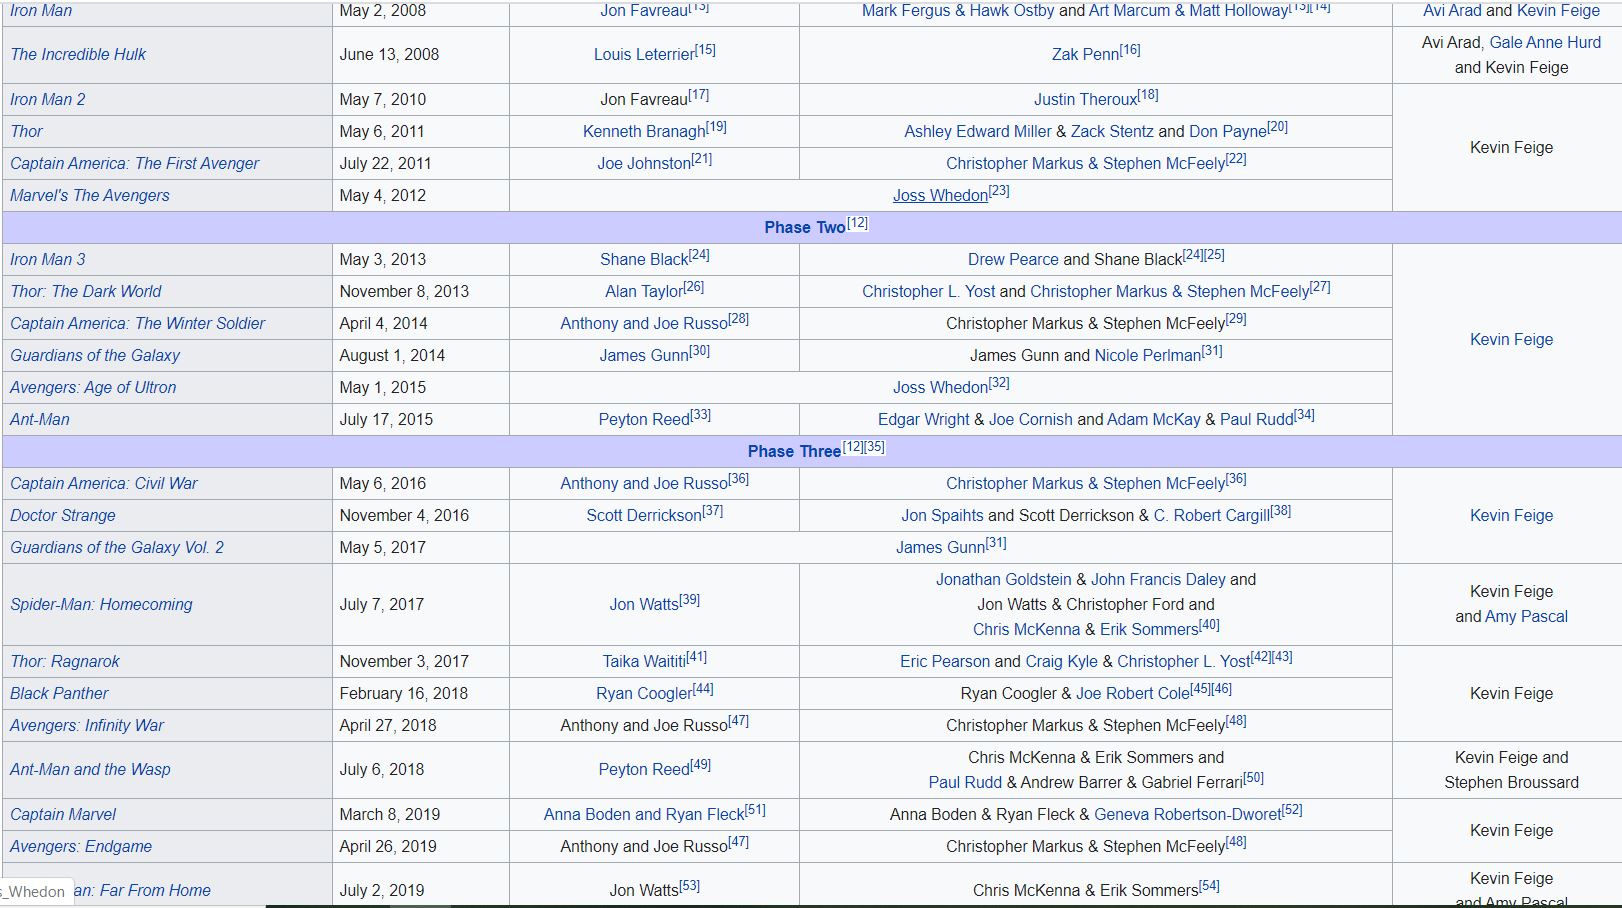 Iron Man May 2, 2008 Jon Favreau[13] Mark Fergus & Hawk Ostby and Art Marcum & Matt Holloway[13][14] Avi Arad and Kevin Feige
The Incredible Hulk June 13, 2008 Louis Leterrier[15] Zak Penn[16] Avi Arad, Gale Anne Hurd
and Kevin Feige
Iron Man 2 May 7, 2010 Jon Favreau[17] Justin Theroux[18]
Thor May 6, 2011 Kenneth Branagh[19] Ashley Edward Miller & Zack Stentz and Don Payne[20]
Kevin Feige
Captain America: The First Avenger July 22, 2011 Joe Johnston[21] Christopher Markus & Stephen McFeely[22]
Marvel's The Avengers May 4, 2012 Joss Whedon[23]
Phase Two[12]
Iron Man 3 May 3, 2013 Shane Black[24] Drew Pearce and Shane Black[24][25]
Thor: The Dark World November 8, 2013 Alan Taylor[26] Christopher L. Yost and Christopher Markus & Stephen McFeely[27]
Captain America: The Winter Soldier April 4, 2014 Anthony and Joe Russo[28] Christopher Markus & Stephen McFeely[29]
Kevin Feige
Guardians of the Galaxy August 1, 2014 James Gunn[30] James Gunn and Nicole Perlman[31]
Avengers: Age of Ultron May 1, 2015 Joss Whedon[32]
Ant-Man July 17, 2015 Peyton Reed[33] Edgar Wright & Joe Cornish and Adam McKay & Paul Rudd[34]
Phase Three[12][35]
Captain America: Civil War May 6, 2016 Anthony and Joe Russo[36] Christopher Markus & Stephen McFeely[36]
Doctor Strange November 4, 2016 Scott Derrickson[37] Jon Spaihts and Scott Derrickson & C. Robert Cargill[38] Kevin Feige
Guardians of the Galaxy Vol. 2 May 5, 2017 James Gunn[31]
Spider-Man: Homecoming July 7, 2017 Jon Watts[39] Jonathan Goldstein & John Francis Daley and
Jon Watts & Christopher Ford and
Chris McKenna & Erik Sommers[40]
Kevin Feige
and Amy Pascal
Thor: Ragnarok November 3, 2017 Taika Waititi[41] Eric Pearson and Craig Kyle & Christopher L. Yost[42][43]
Black Panther February 16, 2018 Ryan Coogler[44] Ryan Coogler & Joe Robert Cole[45][46] Kevin Feige
Avengers: Infinity War April 27, 2018 Anthony and Joe Russo[47] Christopher Markus & Stephen McFeely[48]
Ant-Man and the Wasp July 6, 2018 Peyton Reed[49] Chris McKenna & Erik Sommers and
Paul Rudd & Andrew Barrer & Gabriel Ferrari[50]
Kevin Feige and
Stephen Broussard
Captain Marvel March 8, 2019 Anna Boden and Ryan Fleck[51] Anna Boden & Ryan Fleck & Geneva Robertson-Dworet[52]
Kevin Feige
Avengers: Endgame April 26, 2019 Anthony and Joe Russo[47] Christopher Markus & Stephen McFeely[48]
s_Whedon an: Far From Home July 2, 2019 Jon Watts[53] Chris McKenna & Erik Sommers[54] Kevin Feige
and Amy Pascal